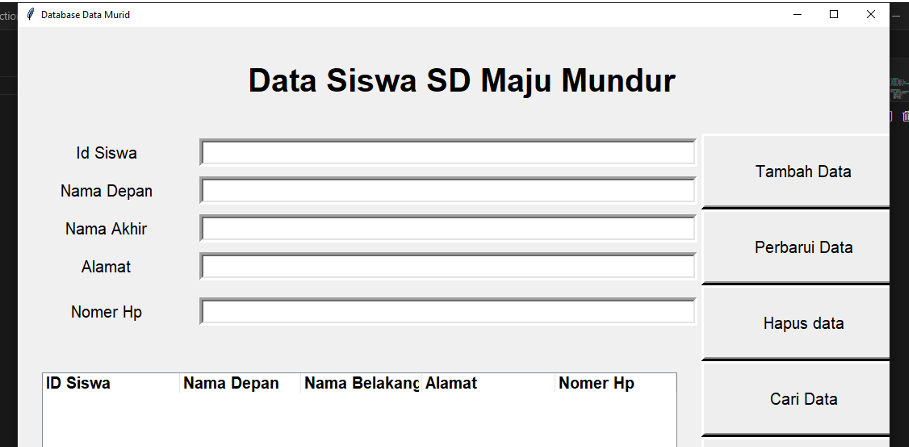 ctio
Database Data Murid
Data Siswa SD Maju Mundur
Id Siswa
Tambah Data
Nama Depan
Nama Akhir
Perbarui Data
Alamat
Nomer Hp
Hapus data
ID Siswa Nama Depan Nama Belakang Alamat Nomer Hp
Cari Data